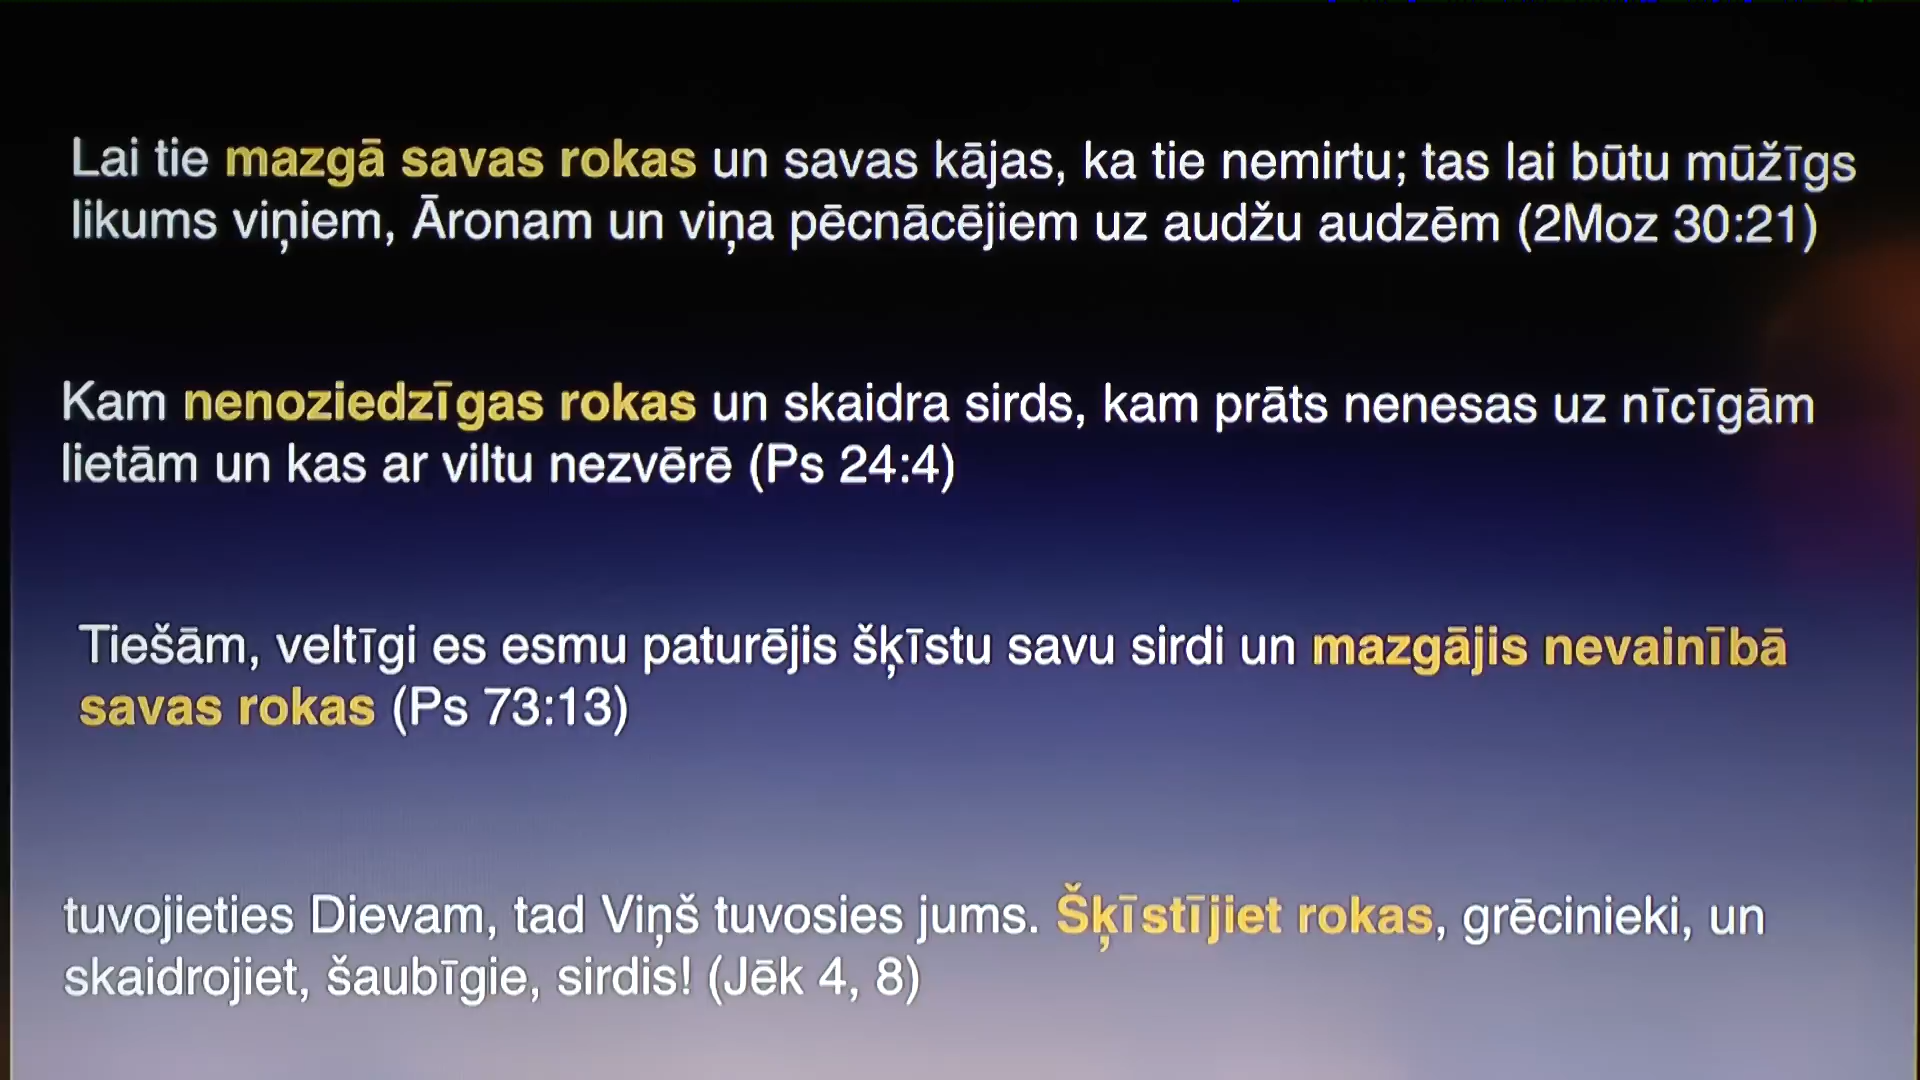 Lai tie mazgā savas rokas un savas kājas, ka tie nemirtu; tas lai būtu mūžīgs
likums viņiem, Āronam un viņa pēcnācējiem uz audžu audzēm (2Moz 30:21)
Kam nenoziedzīgas rokas un skaidra sirds, kam prāts nenesas uz nīcīgām
lietām un kas ar viltu nezvērē (Ps 24:4)
Tiešām, veltīgi es esmu paturējis šķīstu savu sirdi un mazgājis nevainībā
savas rokas (Ps 73:13)
tuvojieties Dievam, tad Viņš tuvosies jums. Šķīstījiet rokas, grēcinieki, un
skaidrojiet, šaubīgie, sirdis! (Jēk 4, 8)